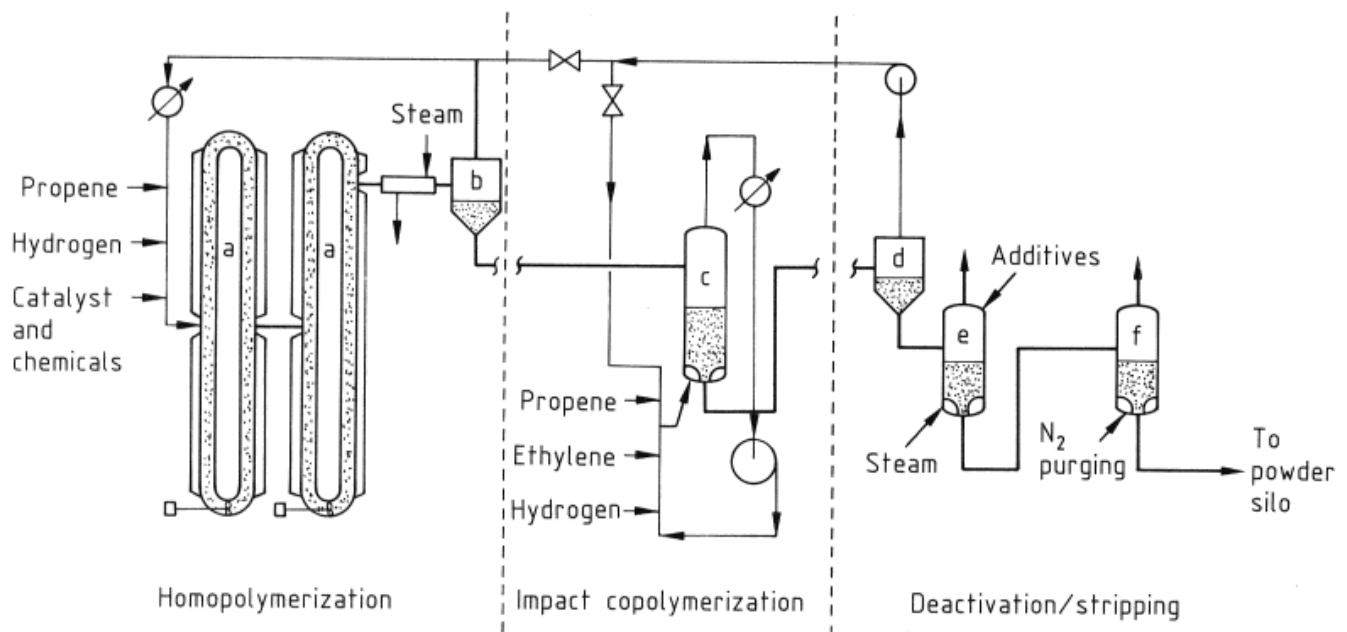 Steam
b
Propene
Hydrogen
Catalyst
and
chemicals
a
a
c
Propene
Ethylene
Hydrogen
d
Additives
e
f
Steam
N2
purging
To
powder
silo
Homopolymerization
Impact copolymerization
Deactivation/stripping